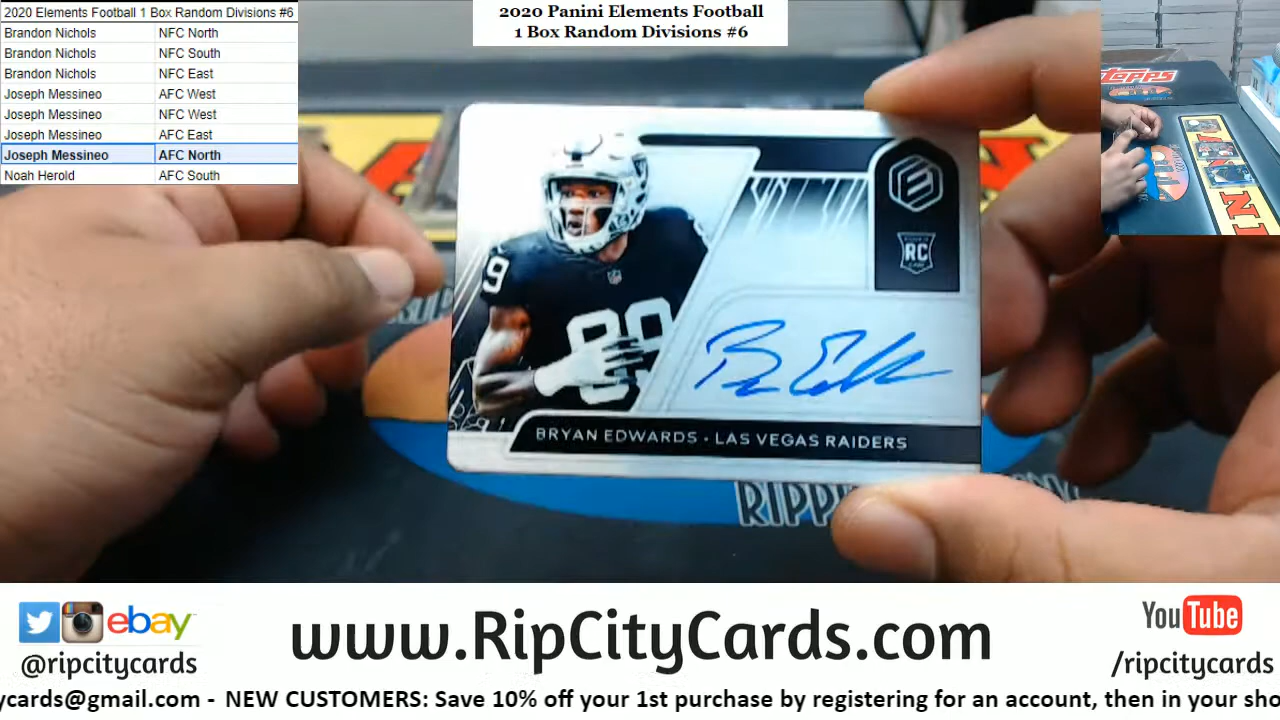 2020 Elements Football 1 Box Random Divisions #6
Brandon Nichols NFC North
Brandon Nichols NFC South
Brandon Nichols NFC East
Joseph Messineo AFC West
Joseph Messineo NFC West
Joseph Messineo AFC East
Joseph Messineo AFC North
Noah Herold AFC South
2020 Panini Elements Football
1 Box Random Divisions #6
TOPPS
E
RC
89
9
BRYAN EDWARDS · LAS VEGAS RAIDERS
RIPP
ebay
@ripcitycards
www.RipCityCards.com
YouTube
/ripcitycards
ycards@gmail.com - NEW CUSTOMERS: Save 10% off your 1st purchase by registering for an account, then in your sho